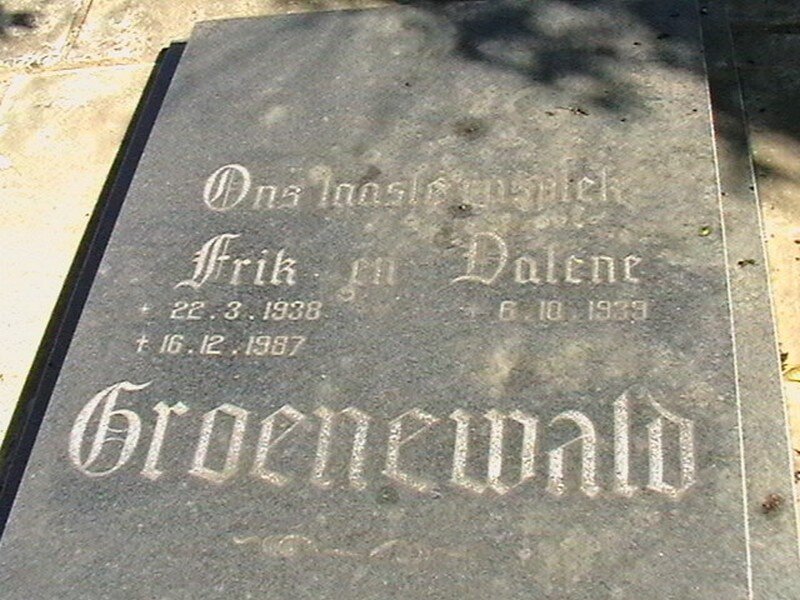 Ons laaste rusplek
Frik en Dalene
+ 22.3.1938 + 6.10.1939
+ 16.12.1987
Groenewald